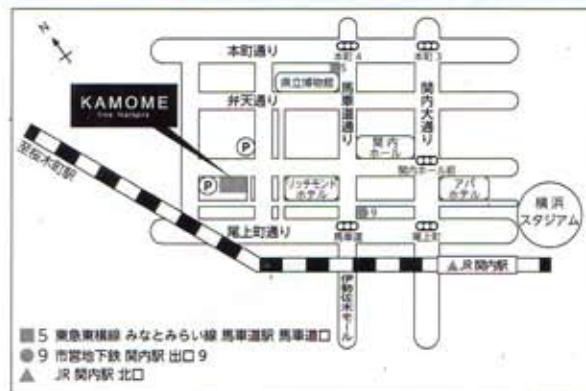 N
本町通り
本町4
本町3
5
県立博物館
弁天通り
馬車道通り
関内大通り
KAMOME
live matrix
P
関内
ホール
関内ホール前
至桜木町駅
P
リッチモンド
ホテル
アパ
ホテル
横浜
スタジアム
9
尾上町通り
馬車道
尾上町
JR 関内駅
伊勢佐木モール
5 東急東横線 みなとみらい線 馬車道駅 馬車道口
9 市営地下鉄 関内駅 出口 9
JR 関内駅 北口